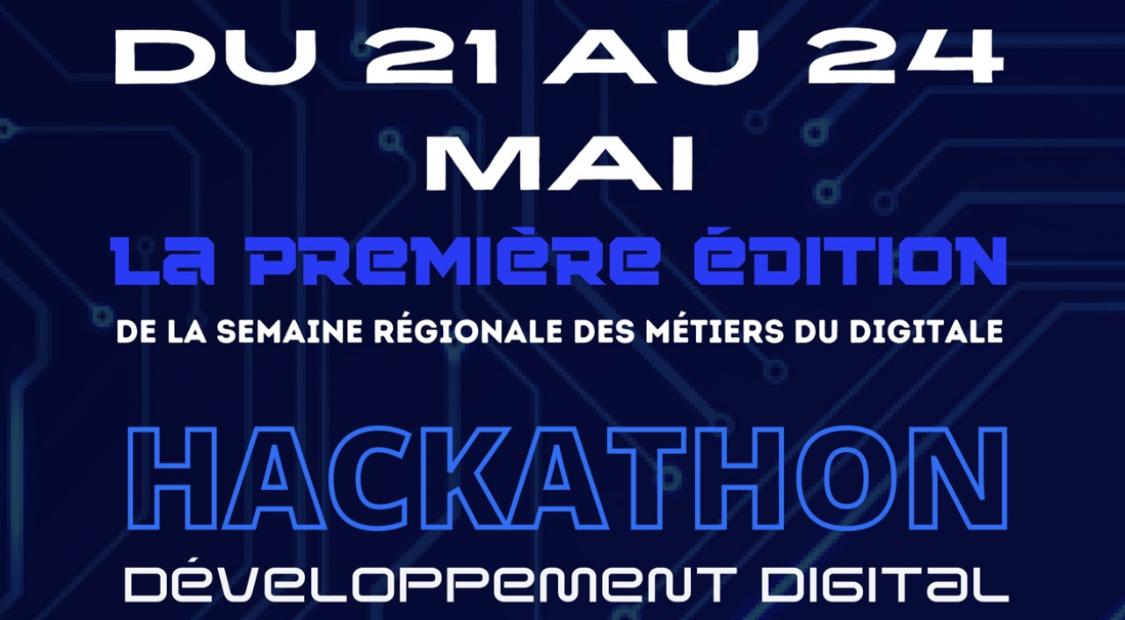 DU 21 AU 24
MAI
La PREMIÈRE ÉDITION
DE LA SEMAINE RÉGIONALE DES MÉTIERS DU DIGITALE
HACKATHON
DÉVELOPPEMENT DIGITAL